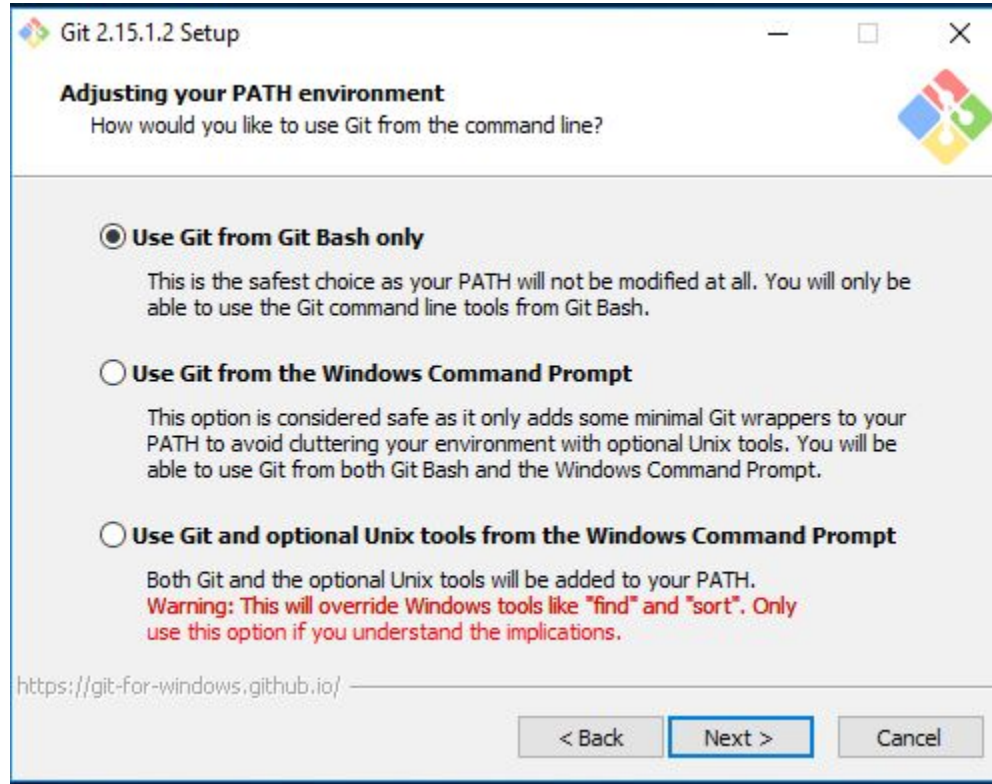 Git 2.15.1.2 Setup
Adjusting your PATH environment
How would you like to use Git from the command line?
Use Git from Git Bash only
This is the safest choice as your PATH will not be modified at all. You will only be
able to use the Git command line tools from Git Bash.
Use Git from the Windows Command Prompt
This option is considered safe as it only adds some minimal Git wrappers to your
PATH to avoid cluttering your environment with optional Unix tools. You will be
able to use Git from both Git Bash and the Windows Command Prompt.
Use Git and optional Unix tools from the Windows Command Prompt
Both Git and the optional Unix tools will be added to your PATH.
Warning: This will override Windows tools like "find" and "sort". Only
use this option if you understand the implications.
https://git-for-windows.github.io/
< Back Next > Cancel